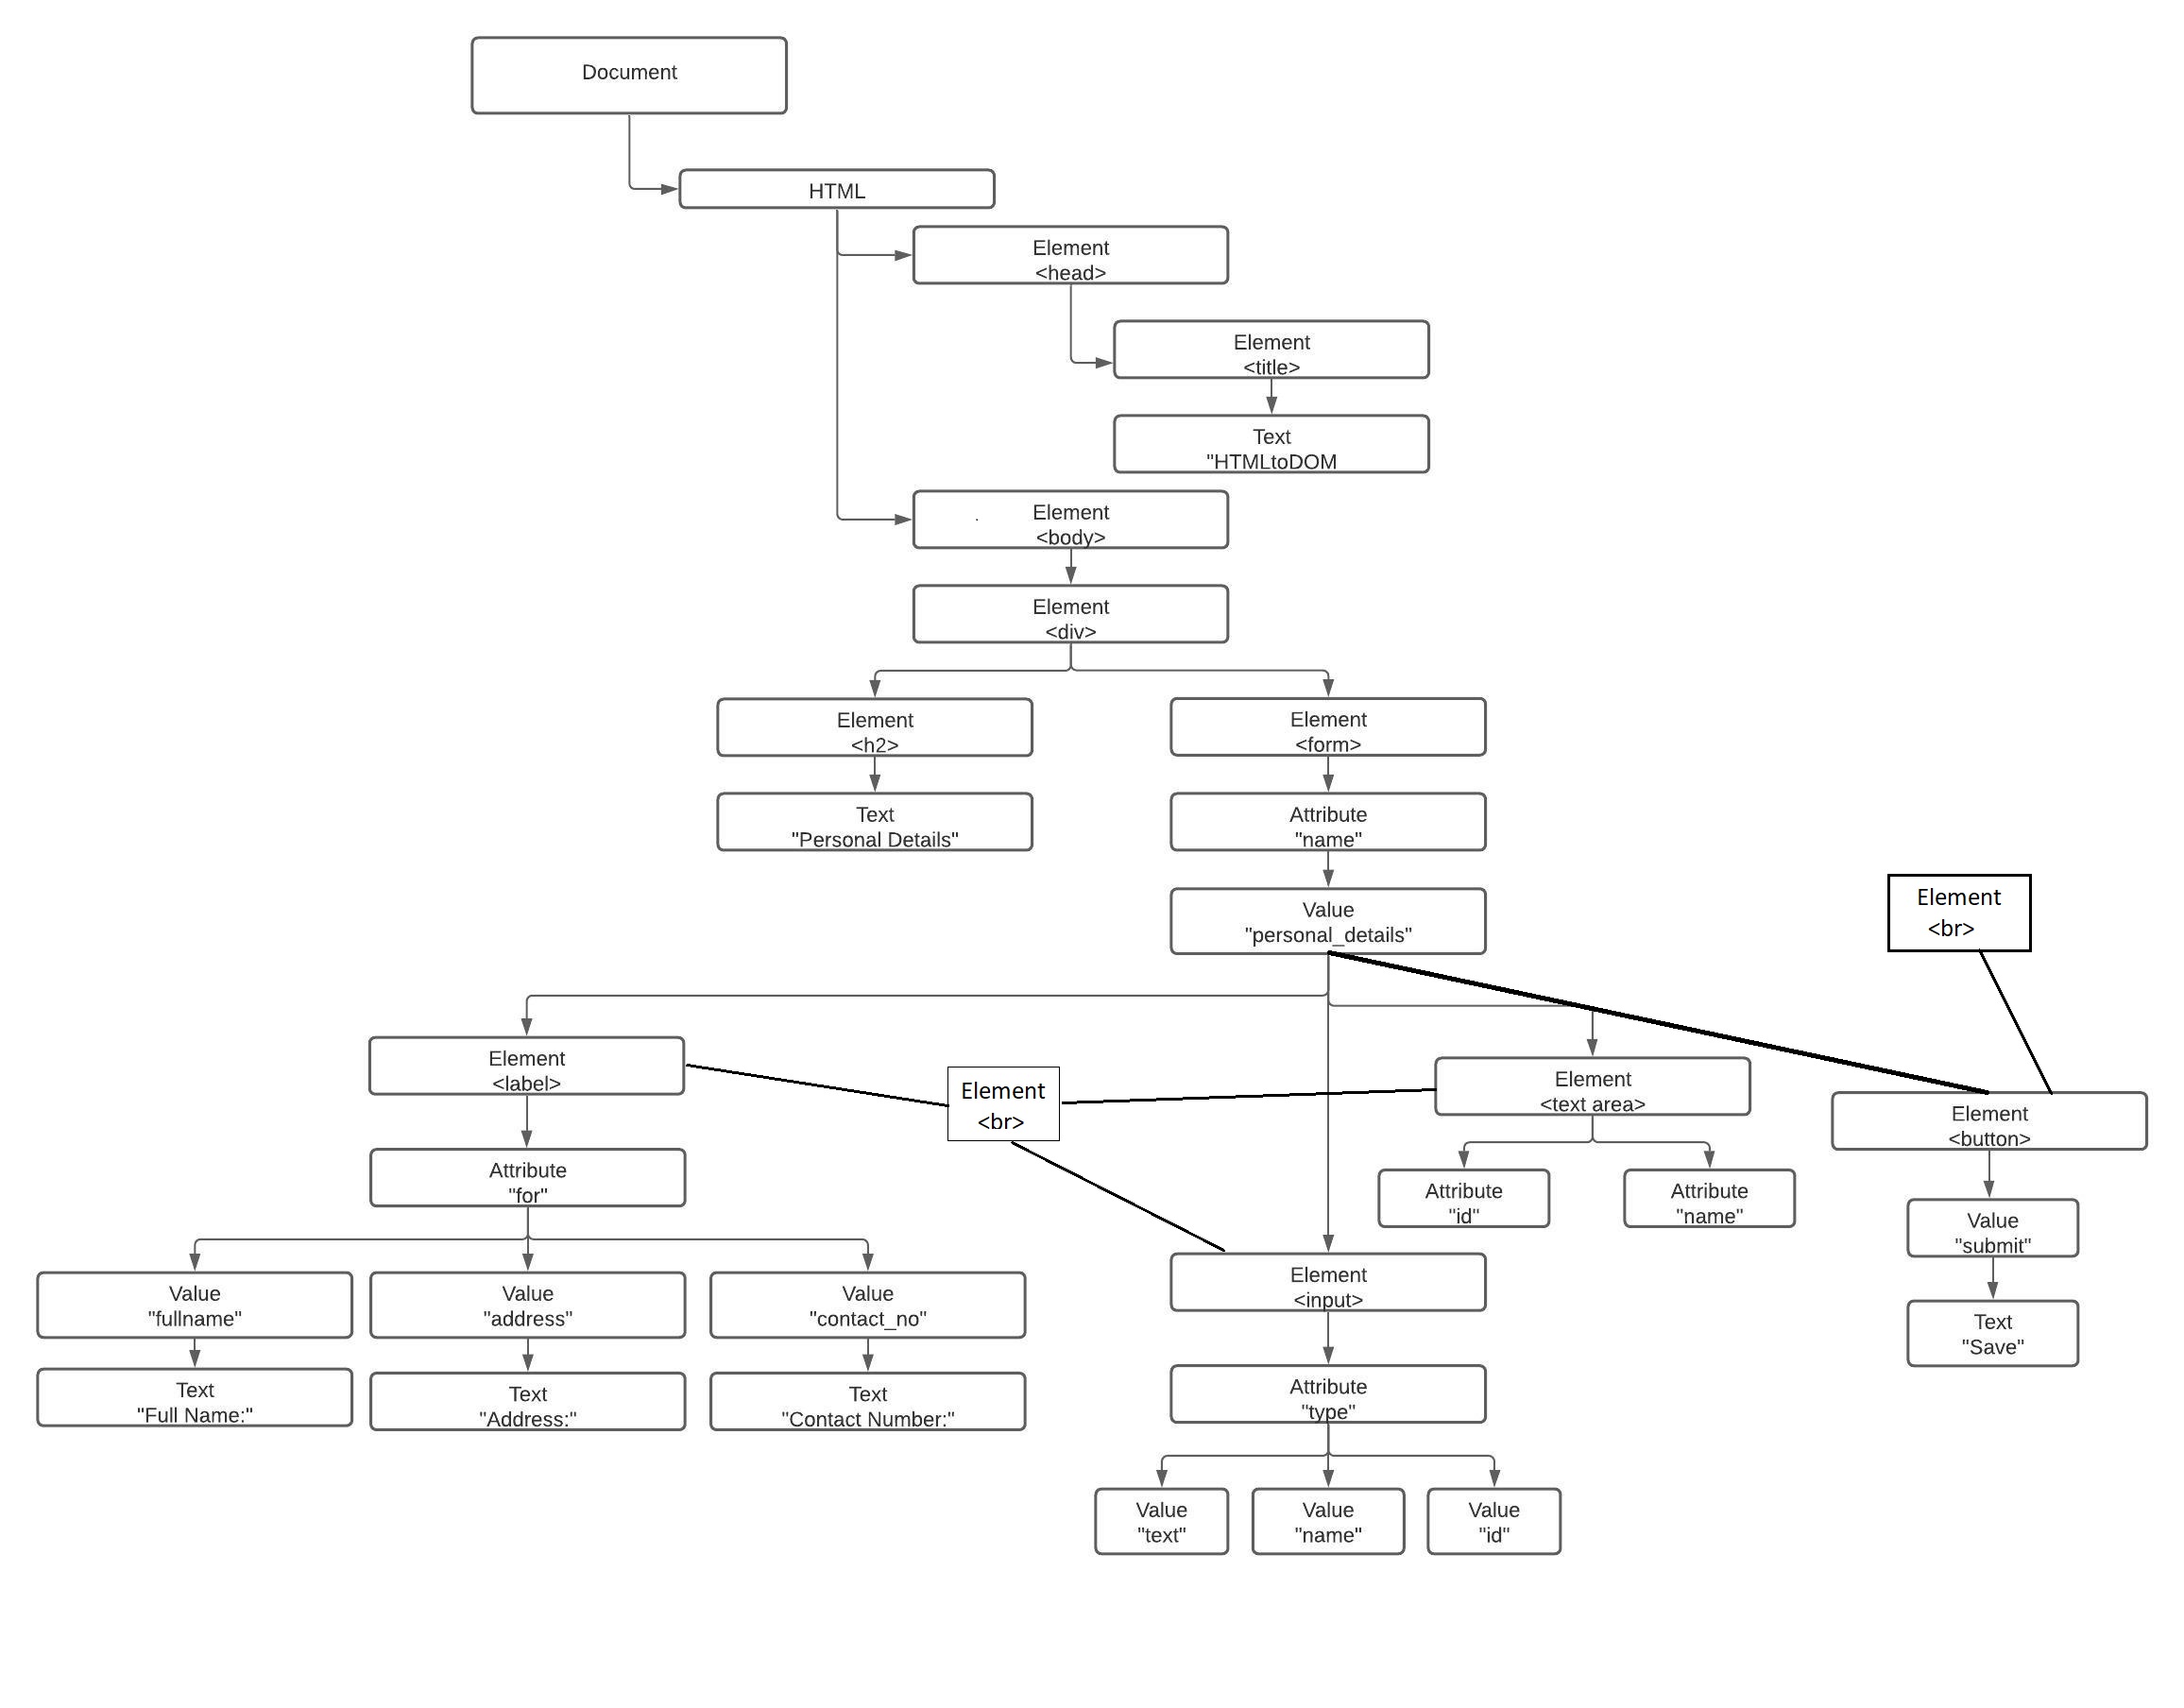 Document
HTML
Element
<head>
Element
<title>
Text
"HTMLtoDOM
Element
<body>
Element
<div>
Element
<h2>
Element
<form>
Text
"Personal Details"
Attribute
"name"
Value
"personal_details"
Element
<br>
Element
<label>
Element
<br>
Element
<text area>
Element
<button>
Attribute
"for"
Attribute
"id"
Attribute
"name"
Value
"submit"
Value
"fullname"
Value
"address"
Value
"contact_no"
Element
<input>
Text
"Save"
Text
"Full Name:"
Text
"Address:"
Text
"Contact Number:"
Attribute
"type"
Value
"text"
Value
"name"
Value
"id"